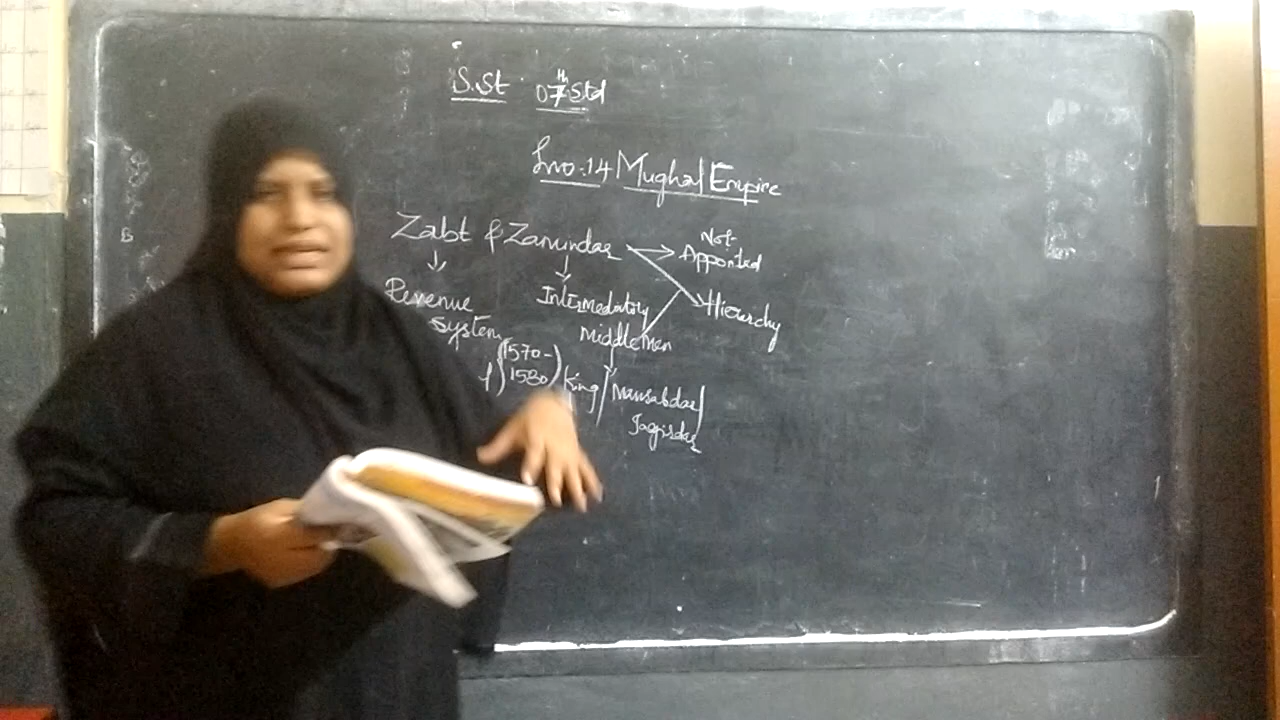 S.St 07th Std
Lno.14 Mughal Empire
Zabt & Zamindar
Not
Appointed
Revenue
System
Intermediatory
Middlemen
Hierarchy
(1570-
1580)
King / Mansabdar /
Jagirdar